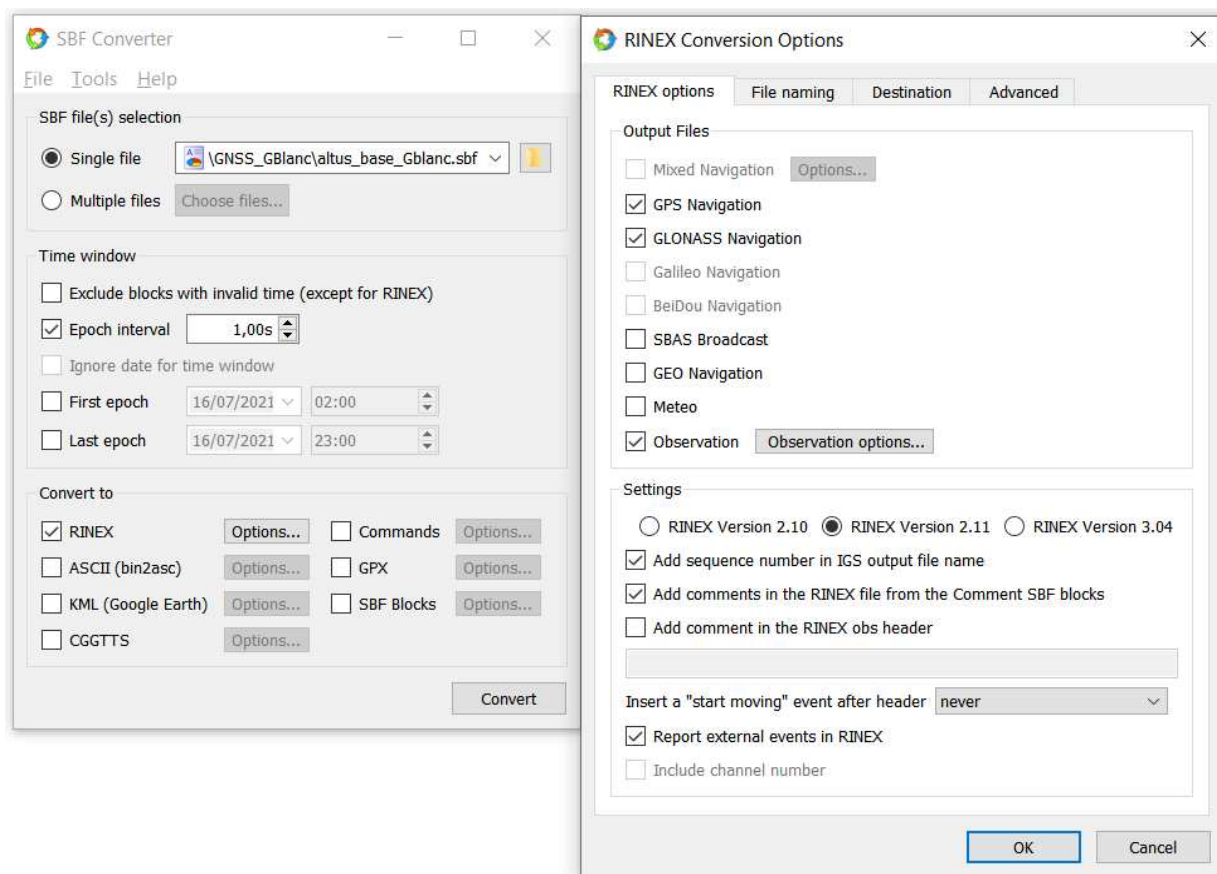 SBF Converter
File Tools Help
SBF file(s) selection
Single file \GNSS_GBlanc\altus_base_Gblanc.sbf
Multiple files Choose files...
Time window
Exclude blocks with invalid time (except for RINEX)
Epoch interval 1,00s
Ignore date for time window
First epoch 16/07/2021 02:00
Last epoch 16/07/2021 23:00
Convert to
RINEX Options... Commands Options...
ASCII (bin2asc) Options... GPX Options...
KML (Google Earth) Options... SBF Blocks Options...
CGGTTS Options...
Convert
RINEX Conversion Options
RINEX options File naming Destination Advanced
Output Files
Mixed Navigation Options...
GPS Navigation
GLONASS Navigation
Galileo Navigation
BeiDou Navigation
SBAS Broadcast
GEO Navigation
Meteo
Observation Observation options...
Settings
RINEX Version 2.10 RINEX Version 2.11 RINEX Version 3.04
Add sequence number in IGS output file name
Add comments in the RINEX file from the Comment SBF blocks
Add comment in the RINEX obs header
Insert a "start moving" event after header never
Report external events in RINEX
Include channel number
OK Cancel